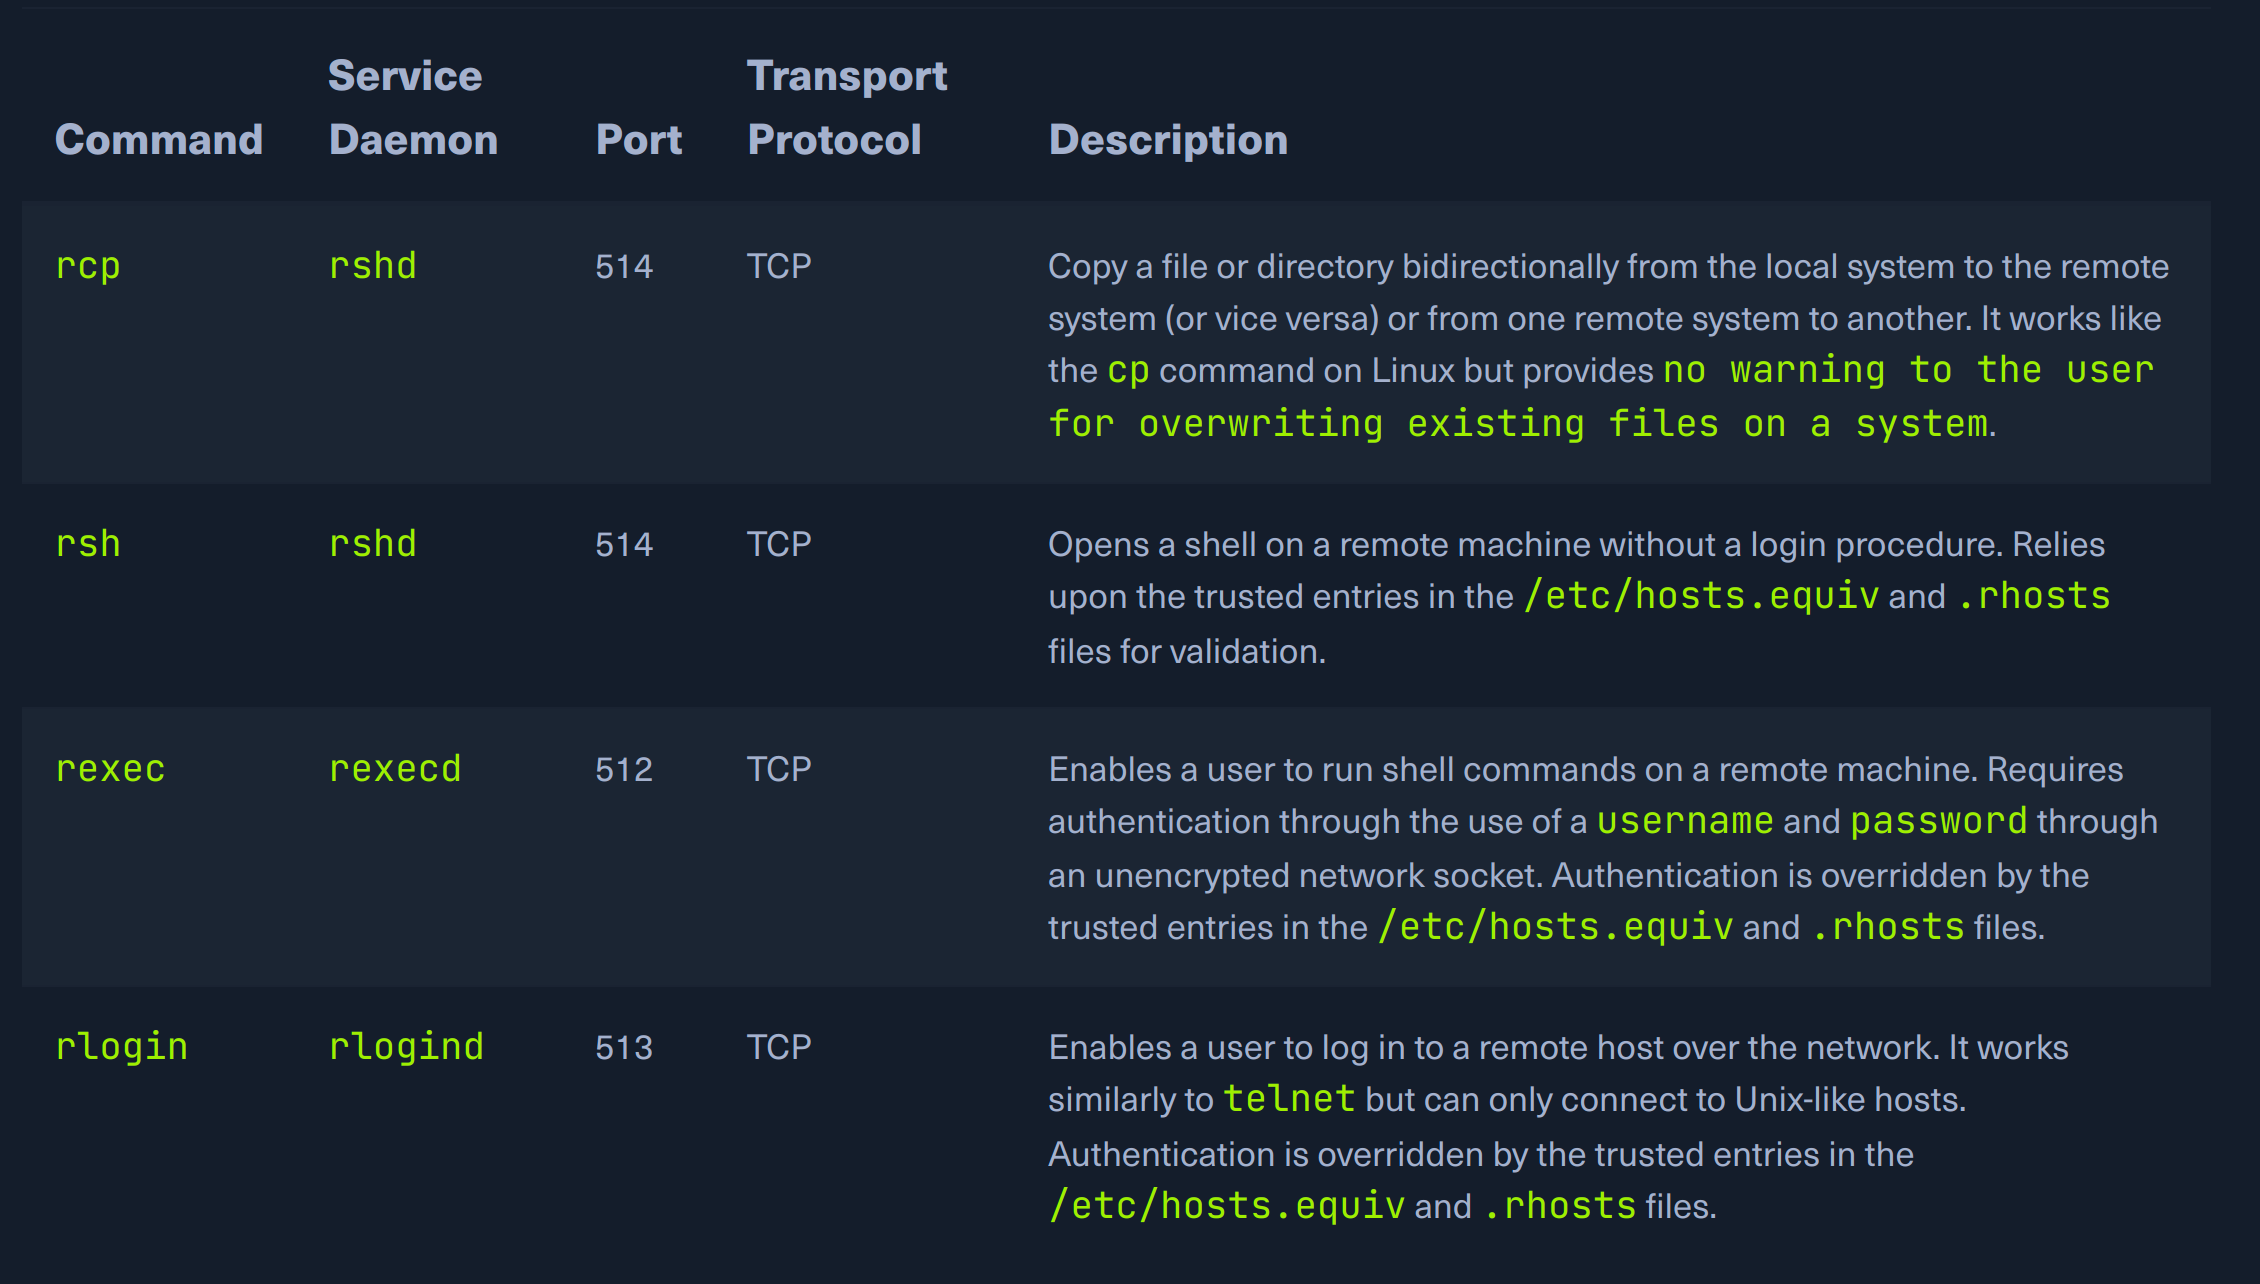 Command Service Daemon Port Transport Protocol Description
rcp rshd 514 TCP Copy a file or directory bidirectionally from the local system to the remote
system (or vice versa) or from one remote system to another. It works like
the cp command on Linux but provides no warning to the user
for overwriting existing files on a system.
rsh rshd 514 TCP Opens a shell on a remote machine without a login procedure. Relies
upon the trusted entries in the /etc/hosts.equiv and .rhosts
files for validation.
rexec rexecd 512 TCP Enables a user to run shell commands on a remote machine. Requires
authentication through the use of a username and password through
an unencrypted network socket. Authentication is overridden by the
trusted entries in the /etc/hosts.equiv and .rhosts files.
rlogin rlogind 513 TCP Enables a user to log in to a remote host over the network. It works
similarly to telnet but can only connect to Unix-like hosts.
Authentication is overridden by the trusted entries in the
/etc/hosts.equiv and .rhosts files.